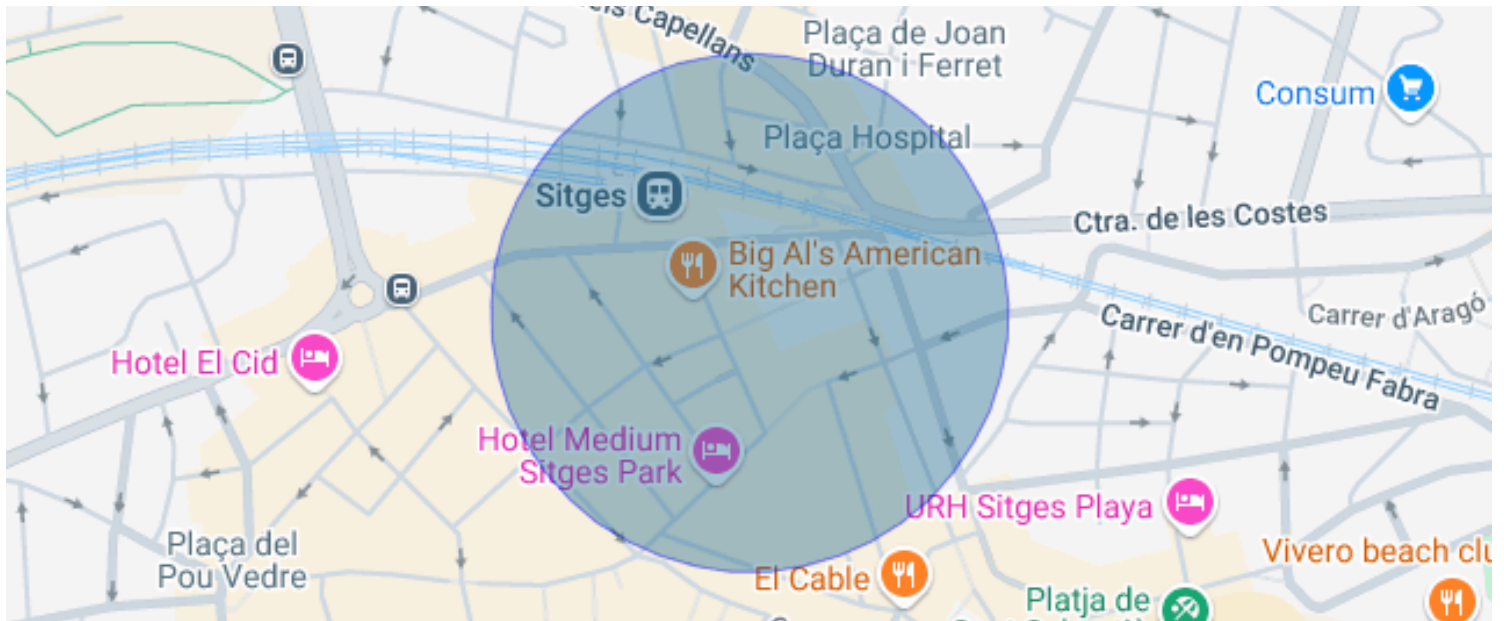 Capellans
Plaça de Joan
Duran i Ferret
Consum
Plaça Hospital
Sitges
Ctra. de les Costes
Big Al's American
Kitchen
Carrer d'Aragó
Carrer d'en Pompeu Fabra
Hotel El Cid
Hotel Medium
Sitges Park
URH Sitges Playa
Plaça del
Pou Vedre
Vivero beach clu
El Cable
Platja de